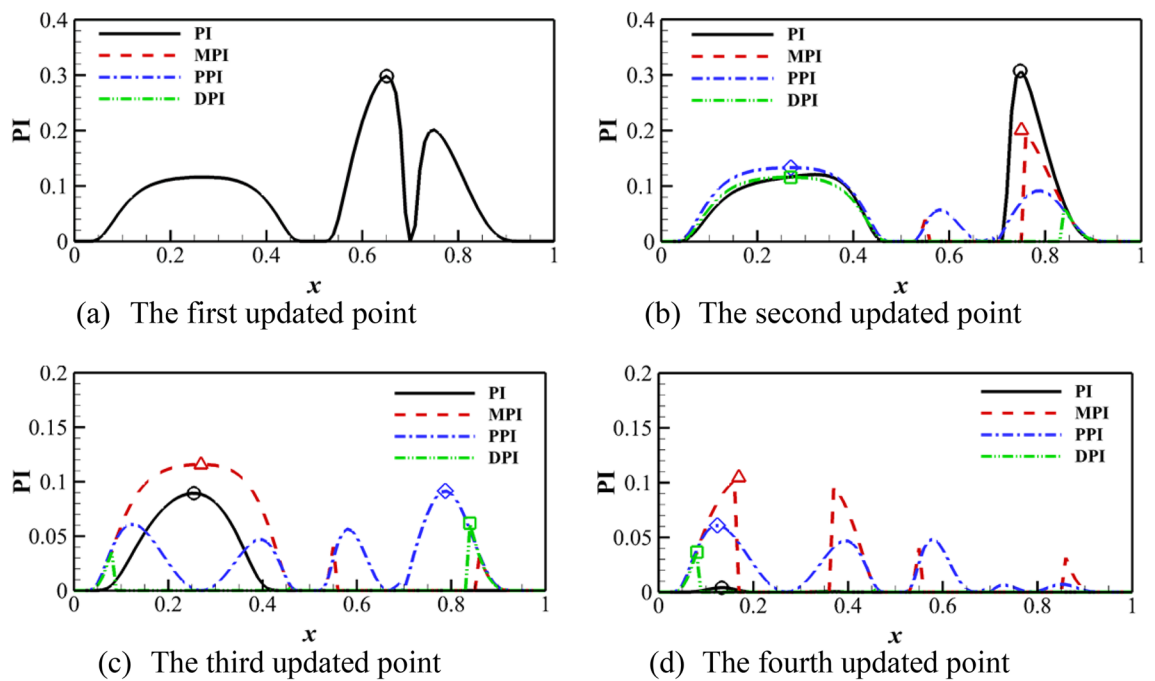 0.4
PI
MPI
PPI
DPI
0.3
0.2
0.1
0
PI
0 0.2 0.4 0.6 0.8 1
x
(a) The first updated point
0.4
PI
MPI
PPI
DPI
0.3
0.2
0.1
0
PI
0 0.2 0.4 0.6 0.8 1
x
(b) The second updated point
0.2
PI
MPI
PPI
DPI
0.15
0.1
0.05
0
PI
0 0.2 0.4 0.6 0.8 1
x
(c) The third updated point
0.2
PI
MPI
PPI
DPI
0.15
0.1
0.05
0
PI
0 0.2 0.4 0.6 0.8 1
x
(d) The fourth updated point